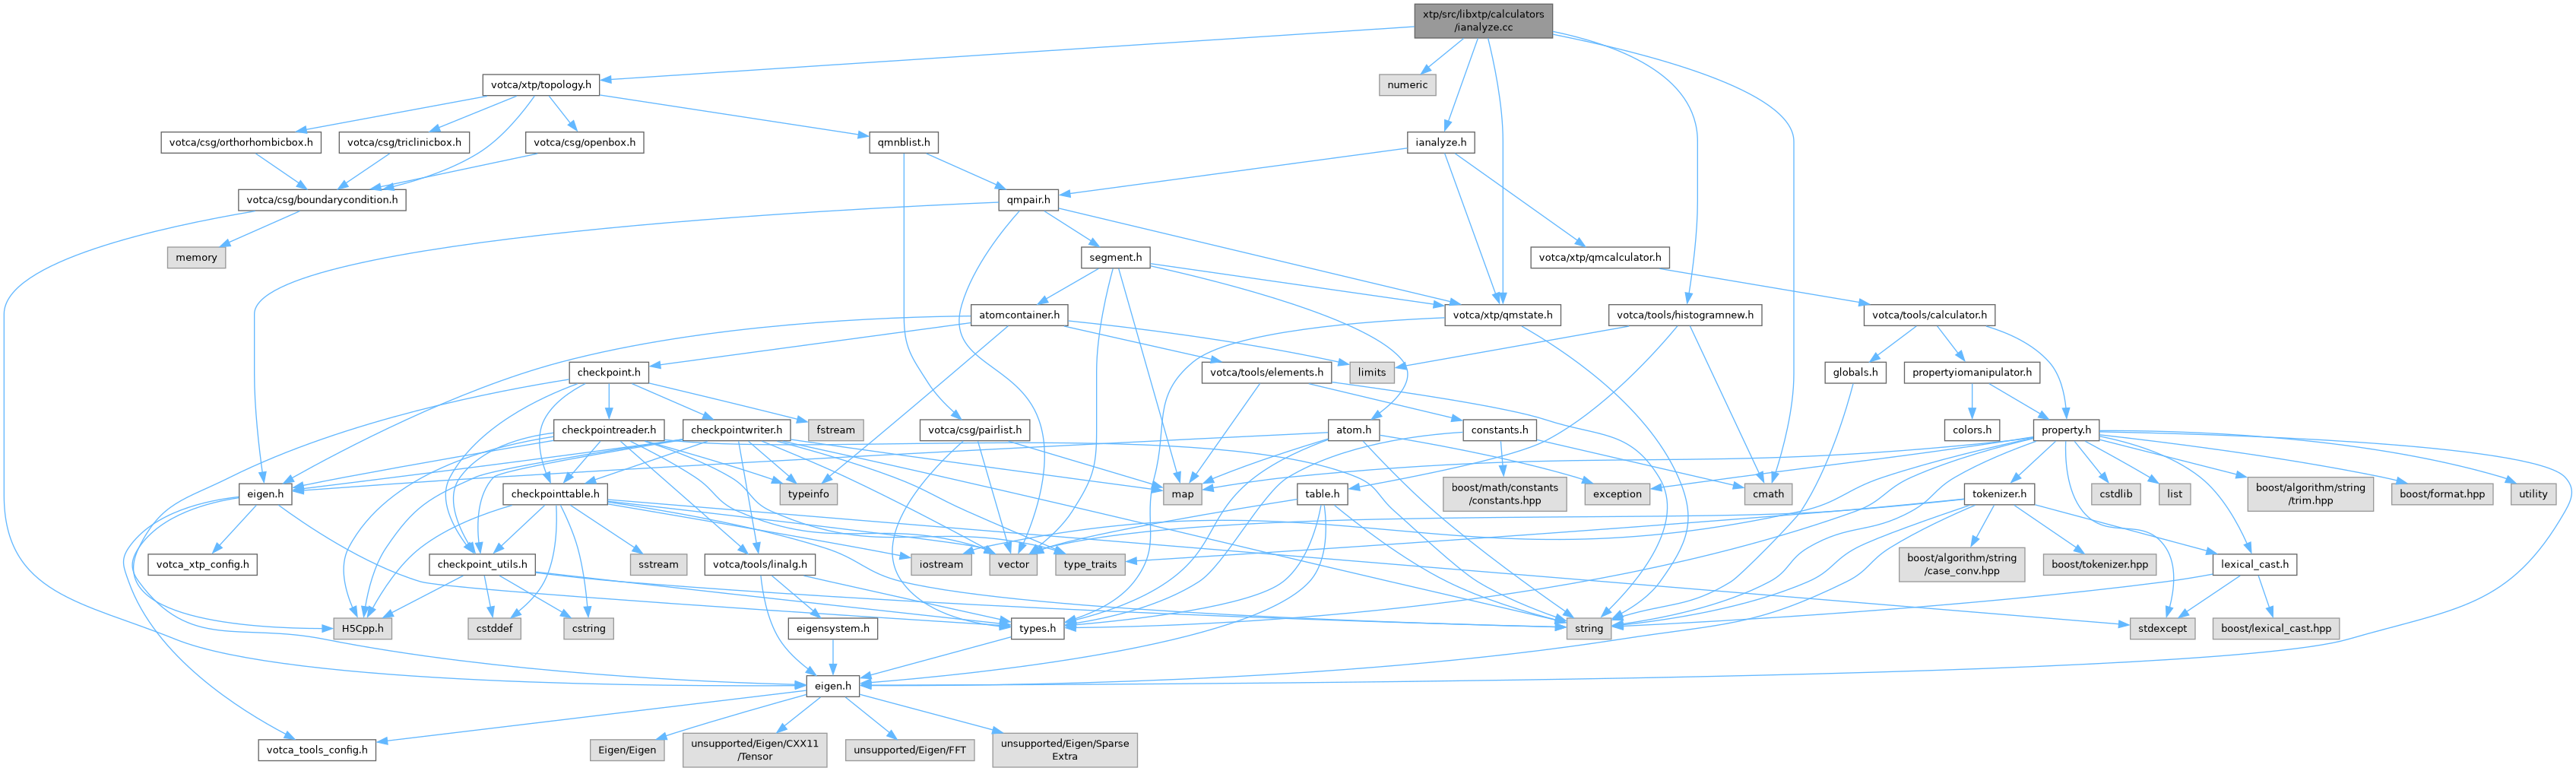 xtp/src/libxtp/calculators
/ianalyze.cc
votca/xtp/topology.h
numeric
votca/csg/orthorhombicbox.h
votca/csg/triclinicbox.h
votca/csg/openbox.h
qmnblist.h
ianalyze.h
votca/csg/boundarycondition.h
qmpair.h
memory
segment.h
votca/xtp/qmcalculator.h
atomcontainer.h
votca/xtp/qmstate.h
votca/tools/histogramnew.h
votca/tools/calculator.h
checkpoint.h
votca/tools/elements.h
limits
globals.h
propertyiomanipulator.h
checkpointreader.h
checkpointwriter.h
fstream
votca/csg/pairlist.h
atom.h
constants.h
colors.h
property.h
eigen.h
checkpointtable.h
typeinfo
map
table.h
boost/math/constants
/constants.hpp
exception
cmath
tokenizer.h
cstdlib
list
boost/algorithm/string
/trim.hpp
boost/format.hpp
utility
votca_xtp_config.h
checkpoint_utils.h
sstream
votca/tools/linalg.h
iostream
vector
type_traits
boost/algorithm/string
/case_conv.hpp
boost/tokenizer.hpp
lexical_cast.h
H5Cpp.h
cstddef
cstring
eigensystem.h
types.h
string
stdexcept
boost/lexical_cast.hpp
eigen.h
votca_tools_config.h
Eigen/Eigen
unsupported/Eigen/CXX11
/Tensor
unsupported/Eigen/FFT
unsupported/Eigen/Sparse
Extra